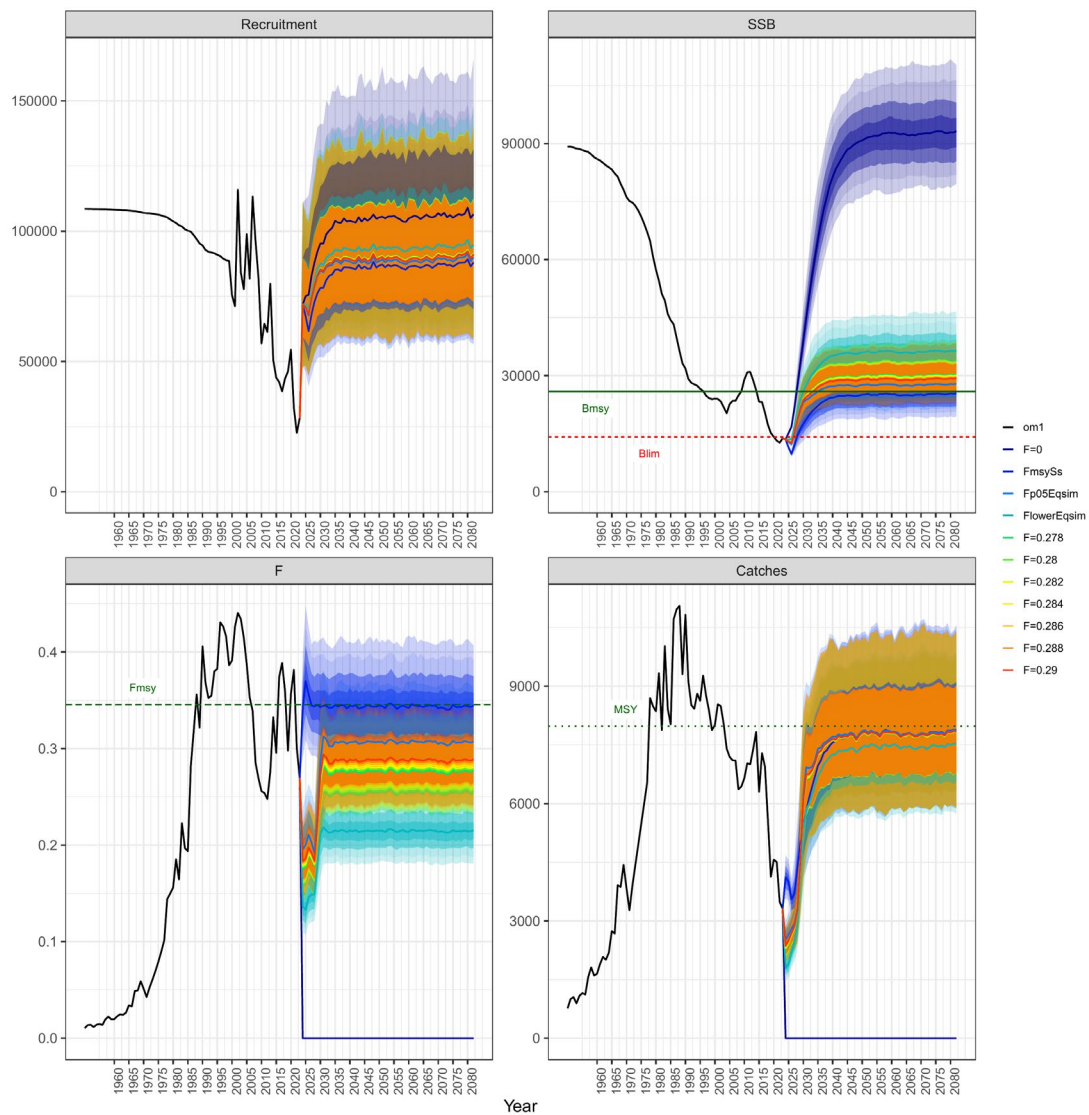 Recruitment
SSB
150000
100000
50000
0
90000
60000
30000
0
Bmsy
Blim
1960 1965 1970 1975 1980 1985 1990 1995 2000 2005 2010 2015 2020 2025 2030 2035 2040 2045 2050 2055 2060 2065 2070 2075 2080
1960 1965 1970 1975 1980 1985 1990 1995 2000 2005 2010 2015 2020 2025 2030 2035 2040 2045 2050 2055 2060 2065 2070 2075 2080
F
Catches
0.4
0.3
0.2
0.1
0.0
Fmsy
9000
6000
3000
0
MSY
1960 1965 1970 1975 1980 1985 1990 1995 2000 2005 2010 2015 2020 2025 2030 2035 2040 2045 2050 2055 2060 2065 2070 2075 2080
1960 1965 1970 1975 1980 1985 1990 1995 2000 2005 2010 2015 2020 2025 2030 2035 2040 2045 2050 2055 2060 2065 2070 2075 2080
Year
om1
F=0
FmsySs
Fp05Eqsim
FlowerEqsim
F=0.278
F=0.28
F=0.282
F=0.284
F=0.286
F=0.288
F=0.29